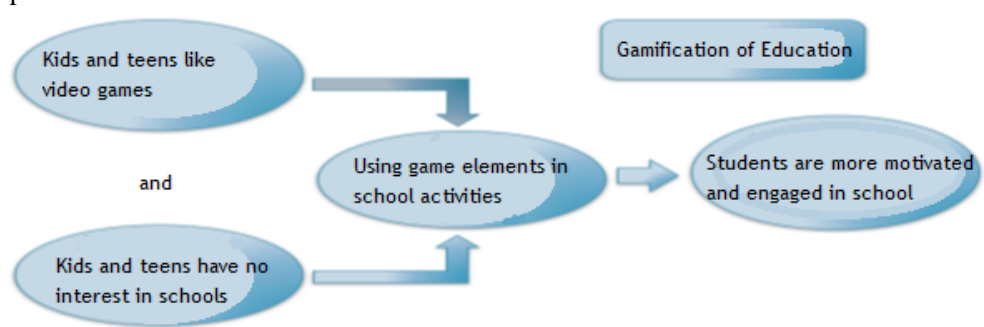 Kids and teens like
video games
Gamification of Education
and
Using game elements in
school activities
Students are more motivated
and engaged in school
Kids and teens have no
interest in schools